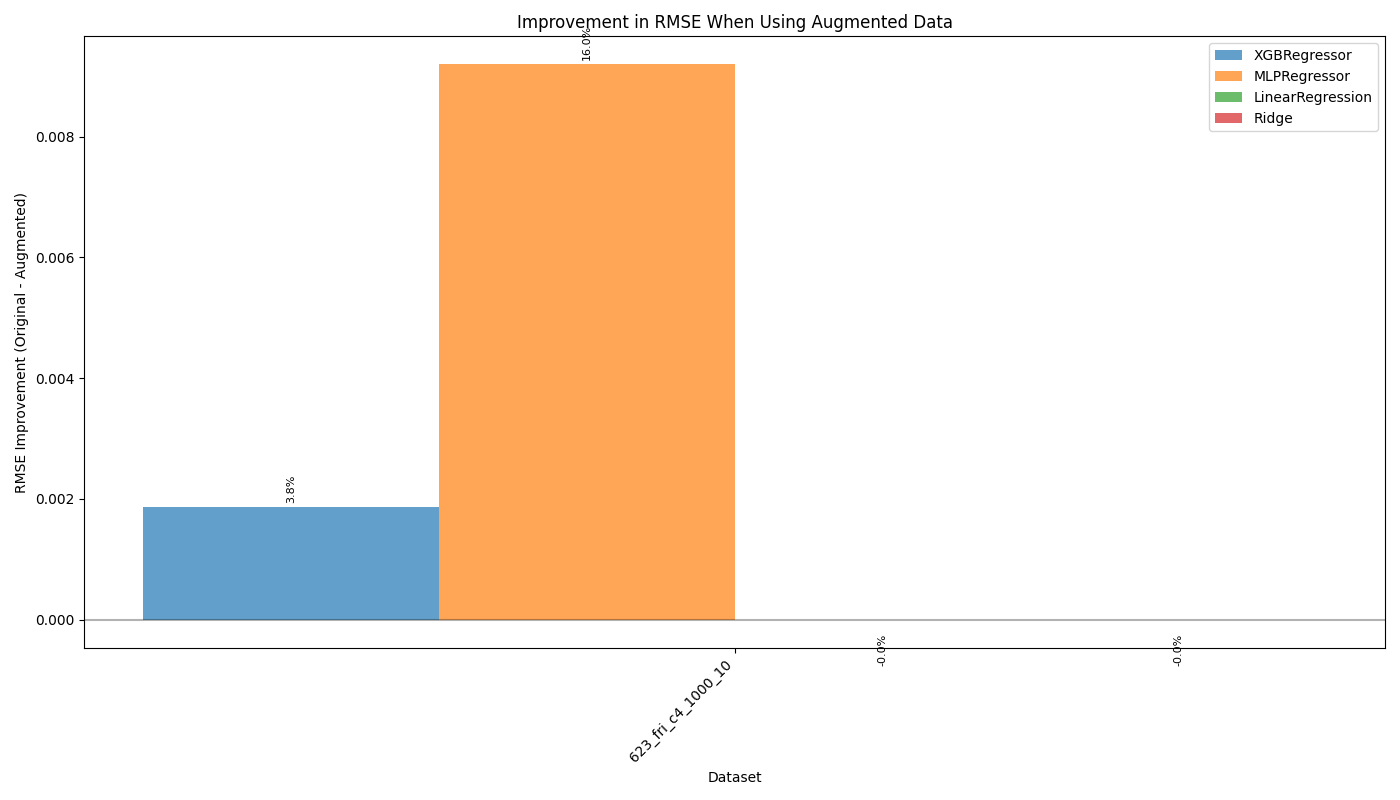 Improvement in RMSE When Using Augmented Data
16.0%
XGBRegressor
MLPRegressor
LinearRegression
Ridge
RMSE Improvement (Original - Augmented)
0.008
0.006
0.004
0.002
0.000
3.8%
-0.0%
-0.0%
623_fri_c4_1000_10
Dataset